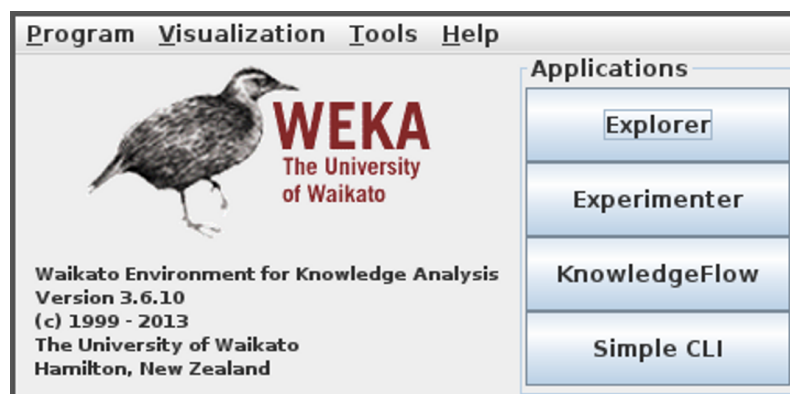 Program Visualization Tools Help
WEKA
The University
of Waikato
Waikato Environment for Knowledge Analysis
Version 3.6.10
(c) 1999 - 2013
The University of Waikato
Hamilton, New Zealand
Applications
Explorer
Experimenter
KnowledgeFlow
Simple CLI